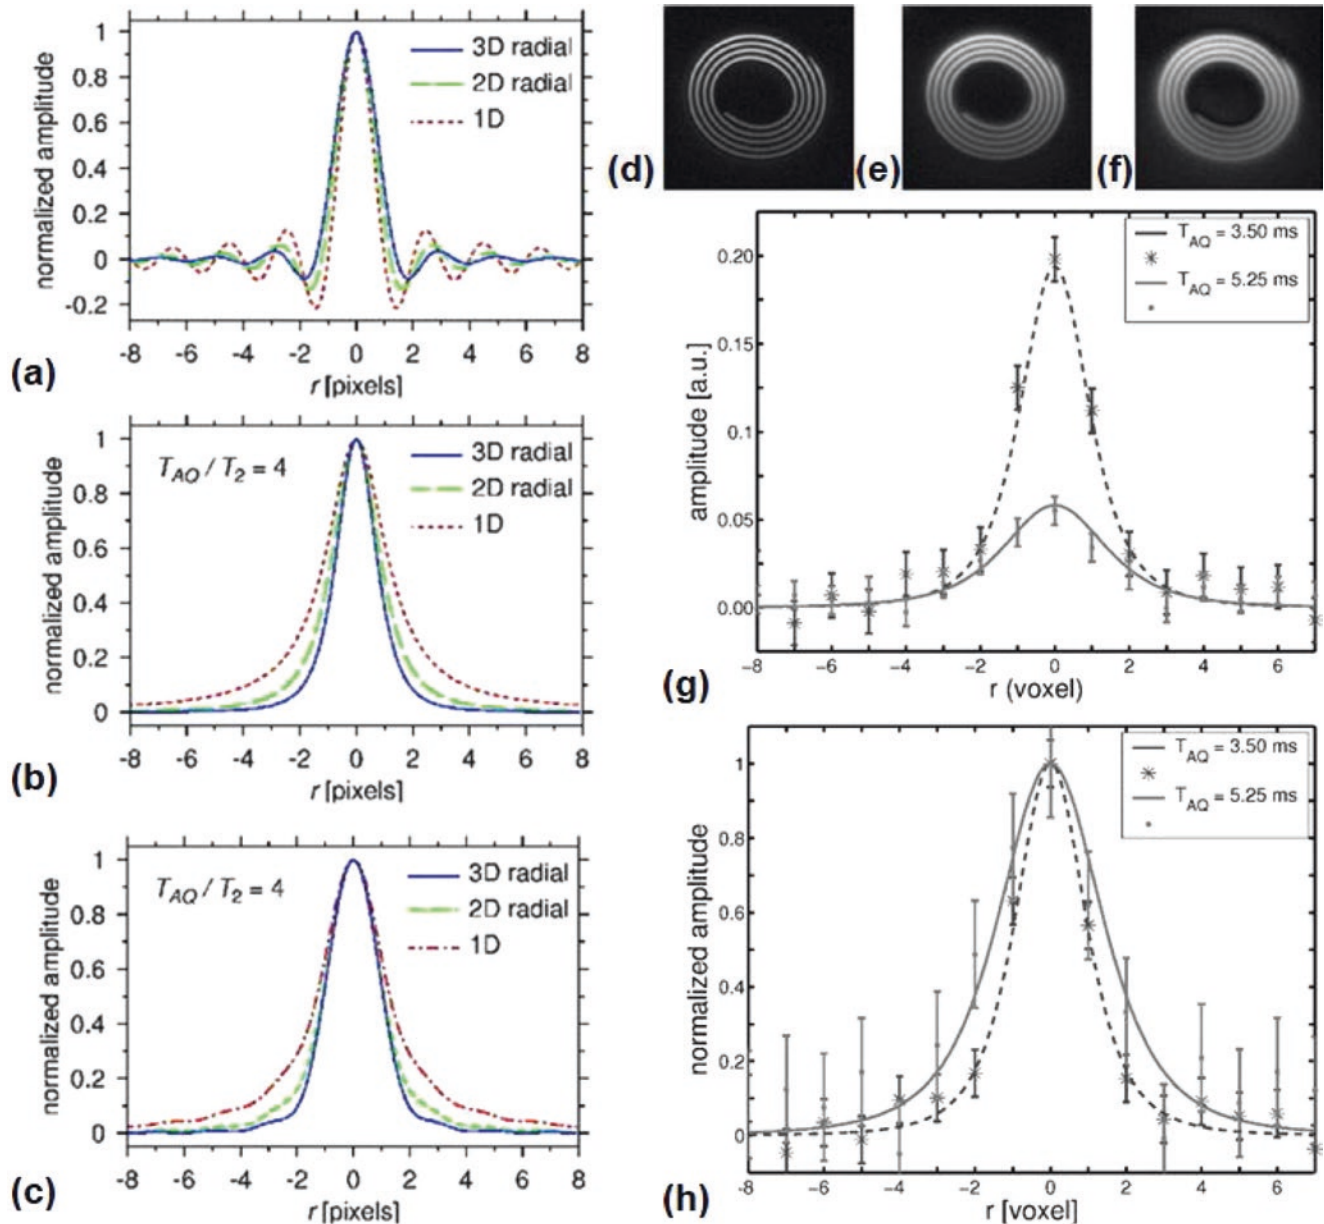 normalized amplitude
1
0.8
0.6
0.4
0.2
0
-0.2
3D radial
2D radial
1D
-8 -6 -4 -2 0 2 4 6 8
(a)
r [pixels]
normalized amplitude
1
0.8
0.6
0.4
0.2
0
T_AQ / T_2 = 4
3D radial
2D radial
1D
-8 -6 -4 -2 0 2 4 6 8
(b)
r [pixels]
normalized amplitude
1
0.8
0.6
0.4
0.2
0
T_AQ / T_2 = 4
3D radial
2D radial
1D
-8 -6 -4 -2 0 2 4 6 8
(c)
r [pixels]
(d)
(e)
(f)
amplitude [a.u.]
0.20
0.15
0.10
0.05
0.00
T_AQ = 3.50 ms
T_AQ = 5.25 ms
-8 -6 -4 -2 0 2 4 6
(g)
r (voxel)
normalized amplitude
1
0.8
0.6
0.4
0.2
0
T_AQ = 3.50 ms
T_AQ = 5.25 ms
-8 -6 -4 -2 0 2 4 6
(h)
r [voxel]